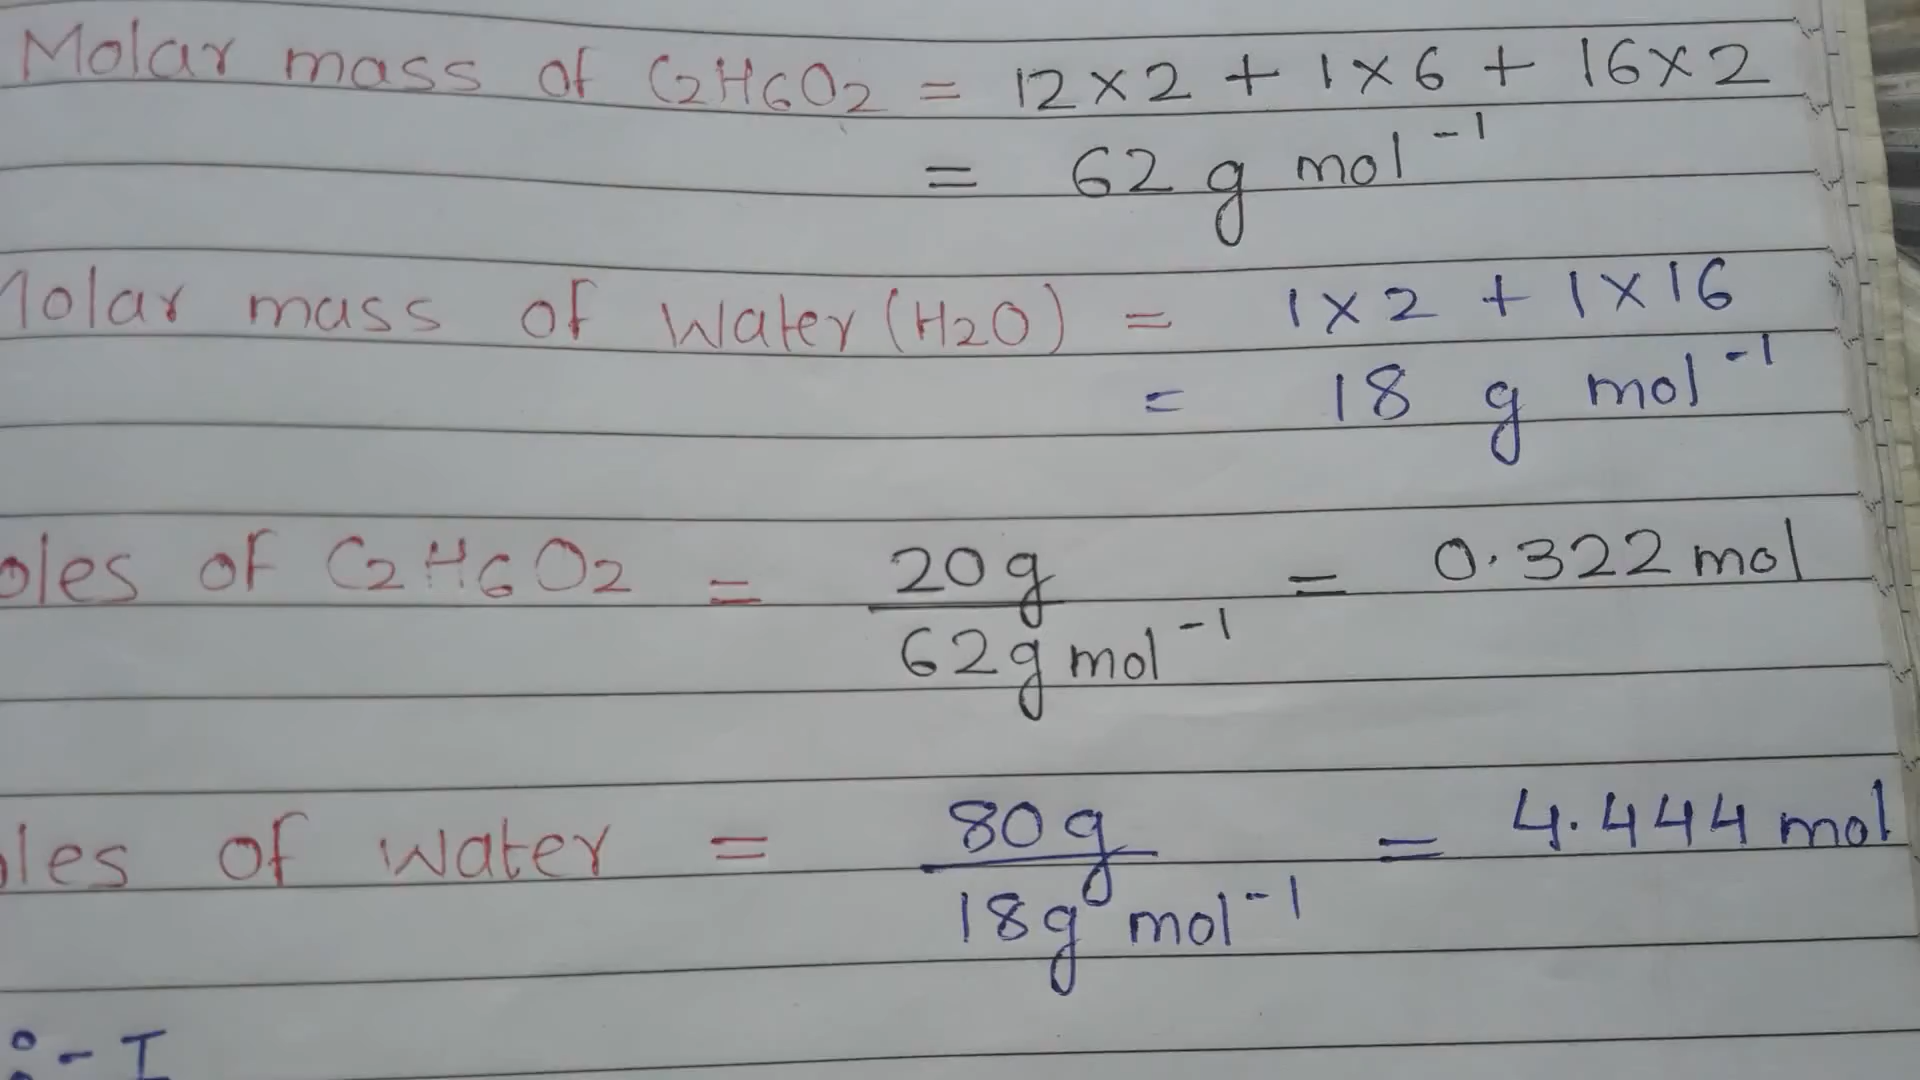 Molar mass of C2H6O2 = 12 × 2 + 1 × 6 + 16 × 2
= 62 g mol⁻¹
Molar mass of Water (H2O) = 1 × 2 + 1 × 16
= 18 g mol⁻¹
oles of C2H6O2 = 20g / 62g mol⁻¹ = 0.322 mol
oles of water = 80g / 18g mol⁻¹ = 4.444 mol
:- I